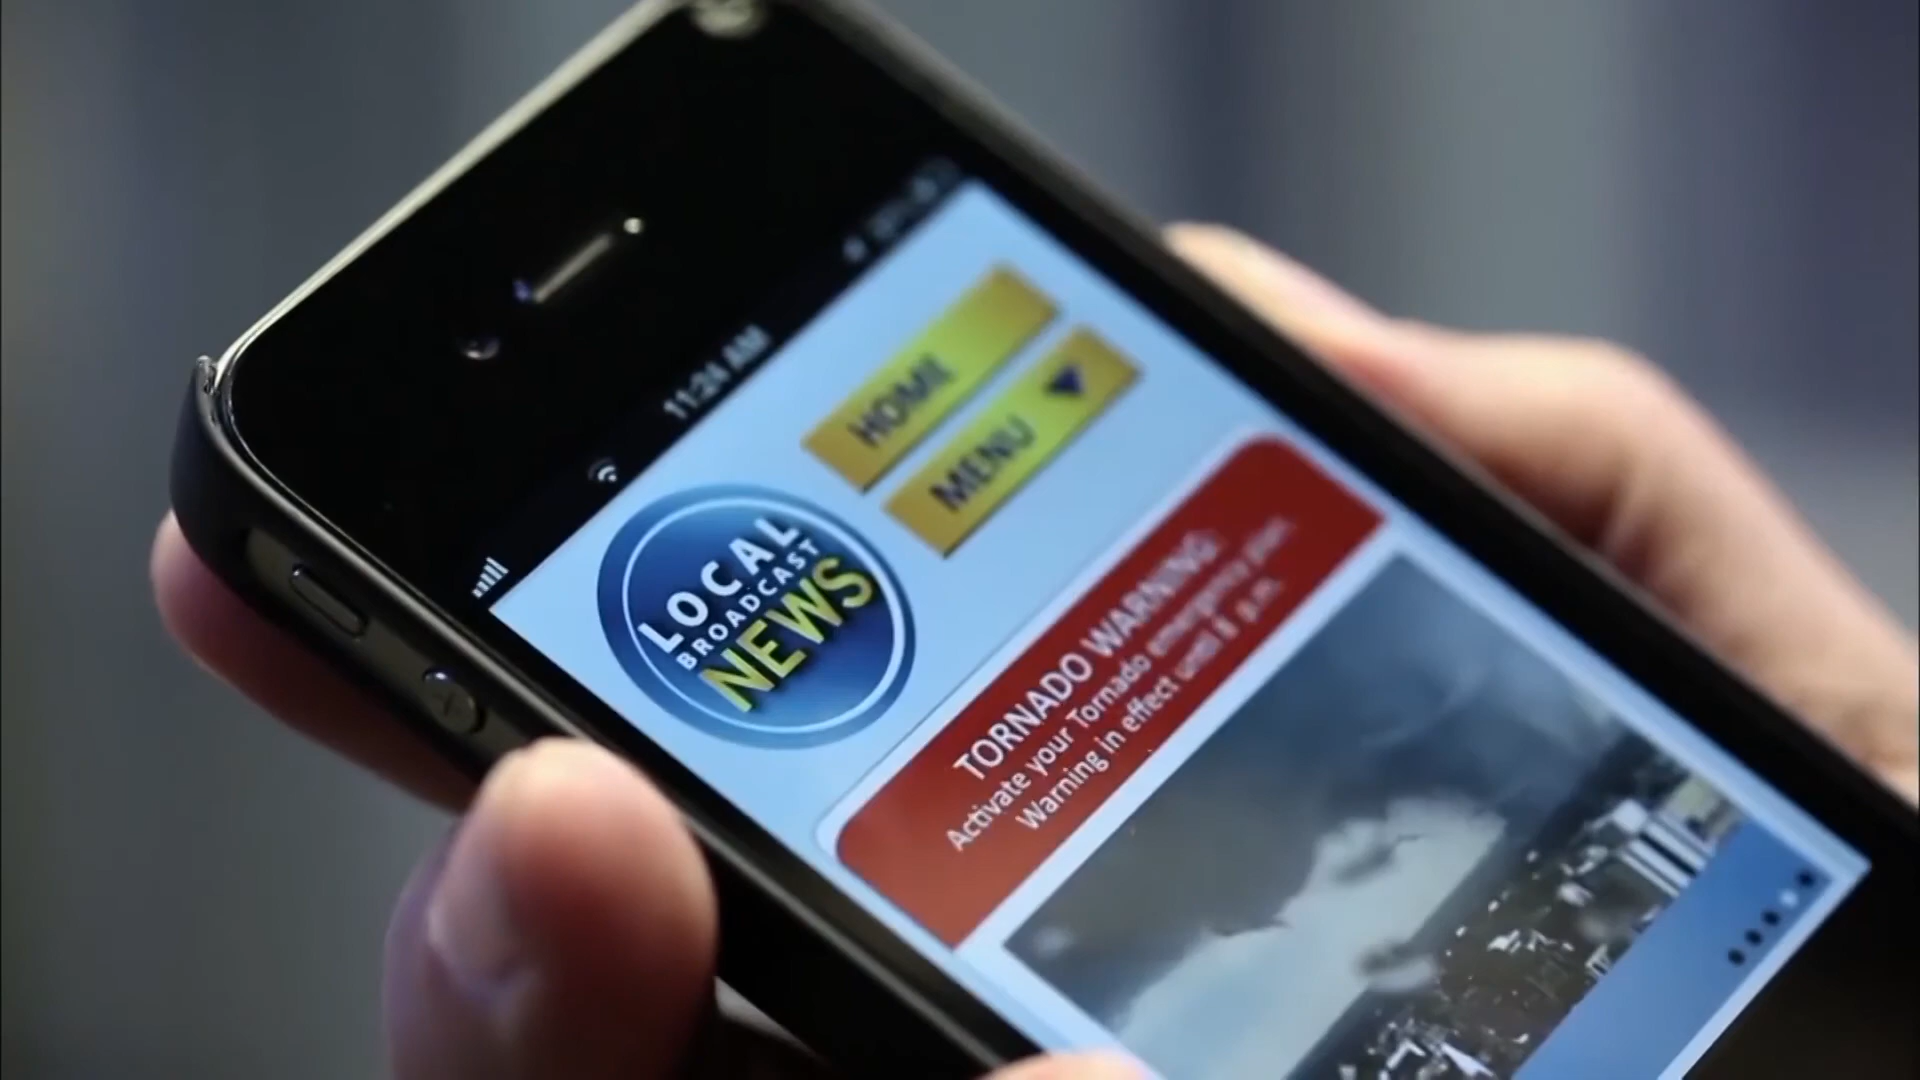 11:24 AM
HOME
MENU
LOCAL
BROADCAST
NEWS
TORNADO WARNING:
Activate your Tornado emergency plan.
Warning in effect until 8 p.m.